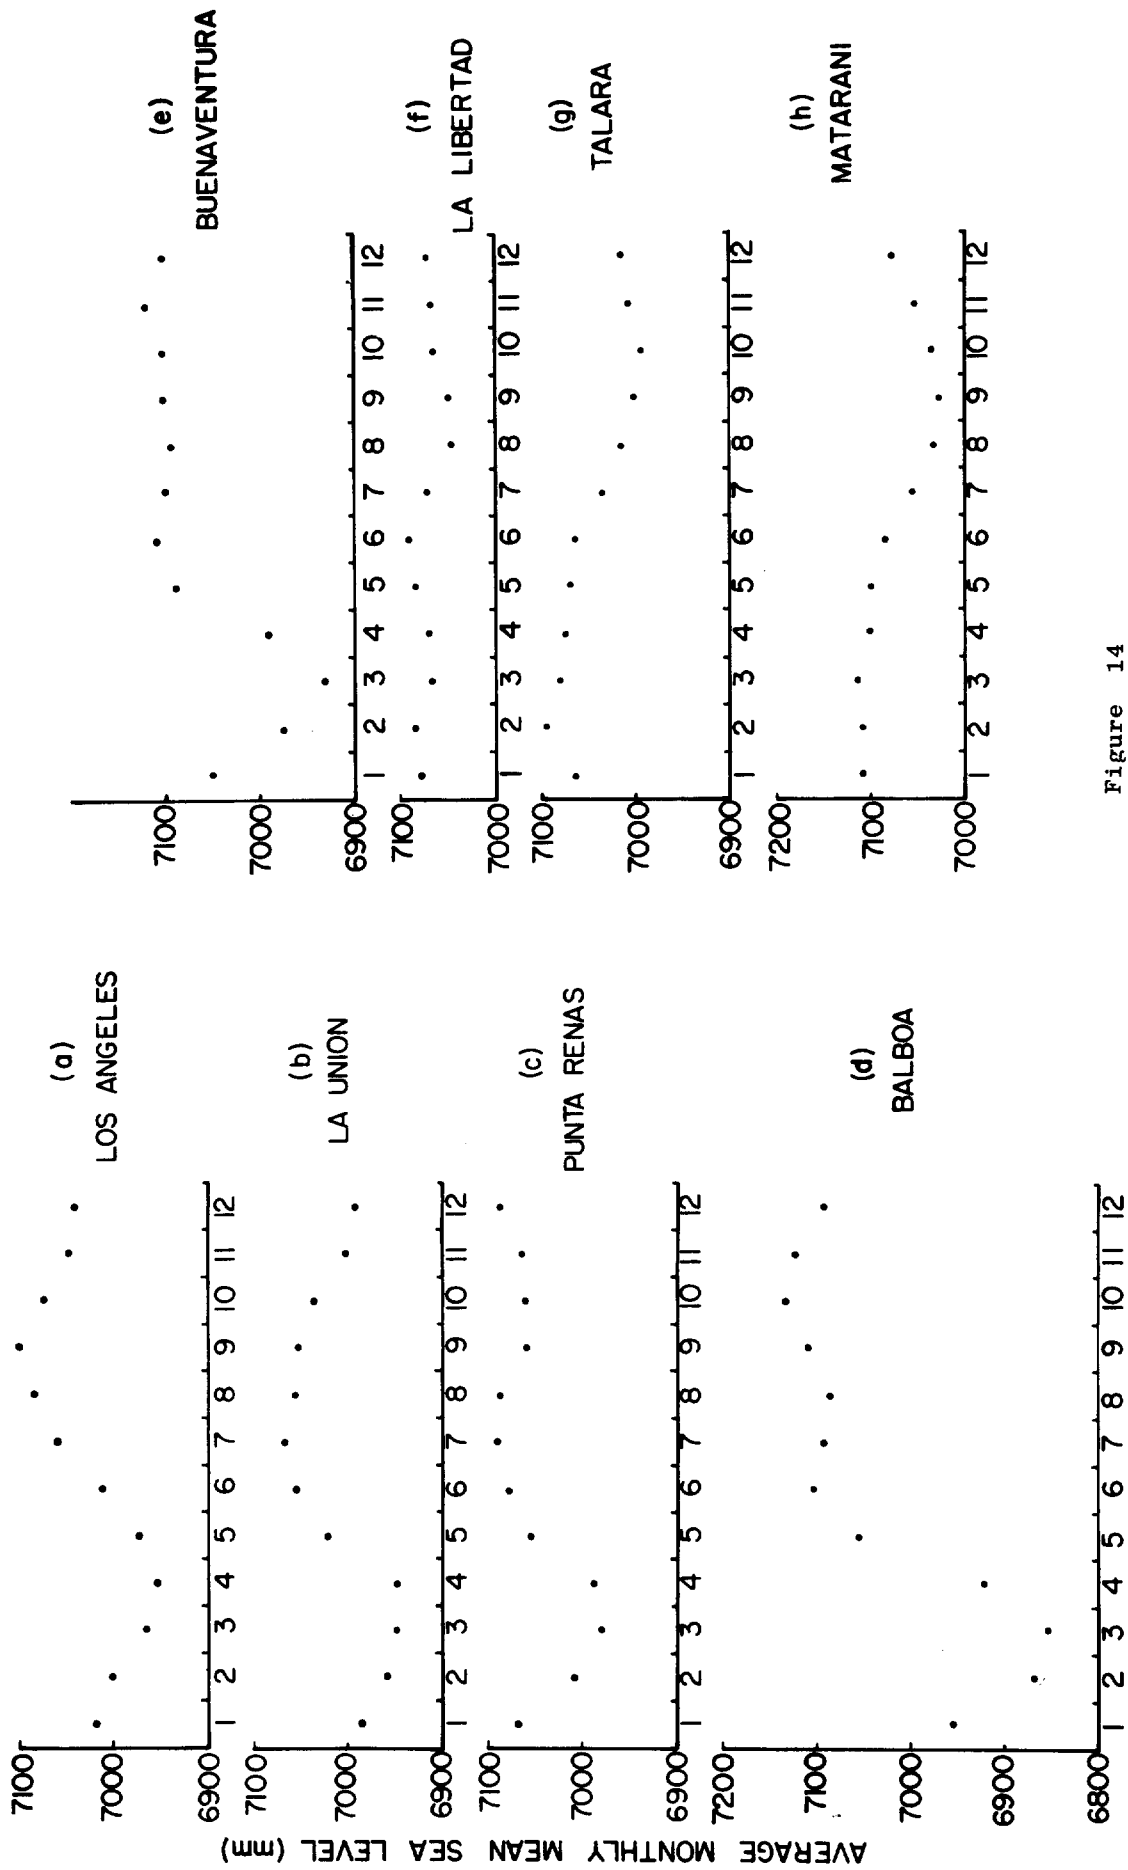 AVERAGE MONTHLY MEAN SEA LEVEL (mm)
(a)
LOS ANGELES
7100
7000
6900
1 2 3 4 5 6 7 8 9 10 11 12
(b)
LA UNION
7100
7000
6900
1 2 3 4 5 6 7 8 9 10 11 12
(c)
PUNTA RENAS
7100
7000
6900
1 2 3 4 5 6 7 8 9 10 11 12
(d)
BALBOA
7200
7100
7000
6900
6800
1 2 3 4 5 6 7 8 9 10 11 12
(e)
BUENAVENTURA
7100
7000
6900
1 2 3 4 5 6 7 8 9 10 11 12
(f)
LA LIBERTAD
7100
7000
1 2 3 4 5 6 7 8 9 10 11 12
(g)
TALARA
7100
7000
6900
1 2 3 4 5 6 7 8 9 10 11 12
(h)
MATARANI
7200
7100
7000
1 2 3 4 5 6 7 8 9 10 11 12
Figure 14